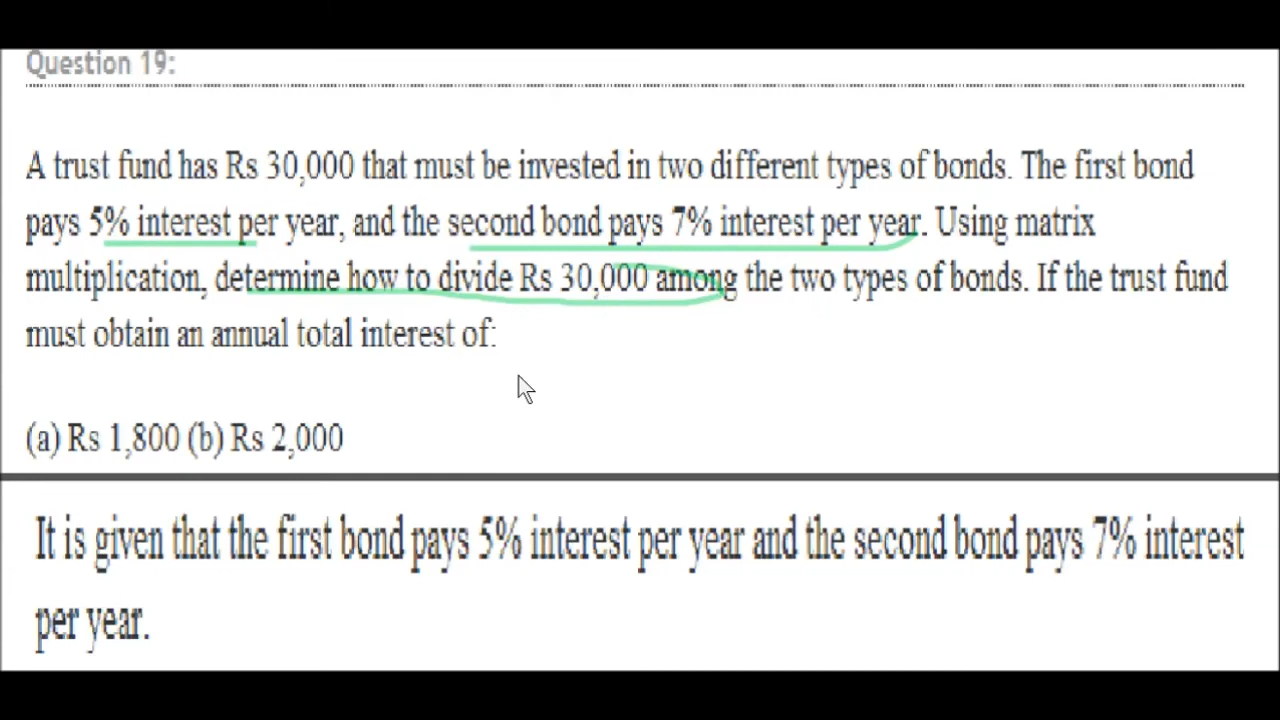 Question 19:
A trust fund has Rs 30,000 that must be invested in two different types of bonds. The first bond
pays 5% interest per year, and the second bond pays 7% interest per year. Using matrix
multiplication, determine how to divide Rs 30,000 among the two types of bonds. If the trust fund
must obtain an annual total interest of:
(a) Rs 1,800 (b) Rs 2,000
It is given that the first bond pays 5% interest per year and the second bond pays 7% interest
per year.